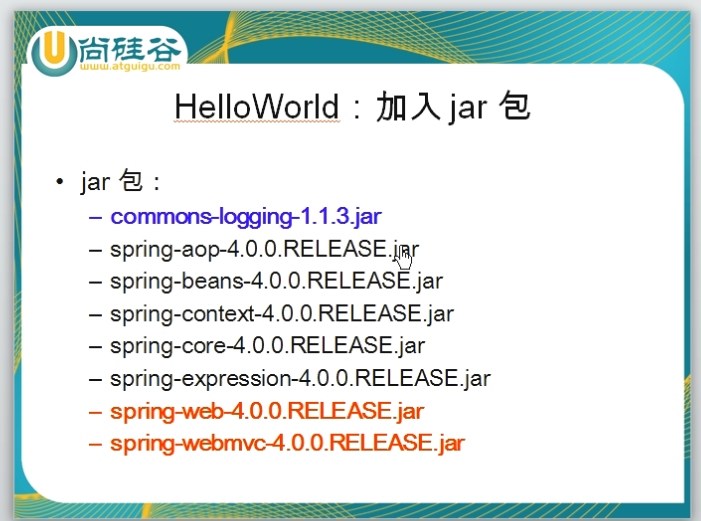 尚硅谷
www.atguigu.com
HelloWorld：加入 jar 包
• jar 包：
– commons-logging-1.1.3.jar
– spring-aop-4.0.0.RELEASE.jar
– spring-beans-4.0.0.RELEASE.jar
– spring-context-4.0.0.RELEASE.jar
– spring-core-4.0.0.RELEASE.jar
– spring-expression-4.0.0.RELEASE.jar
– spring-web-4.0.0.RELEASE.jar
– spring-webmvc-4.0.0.RELEASE.jar